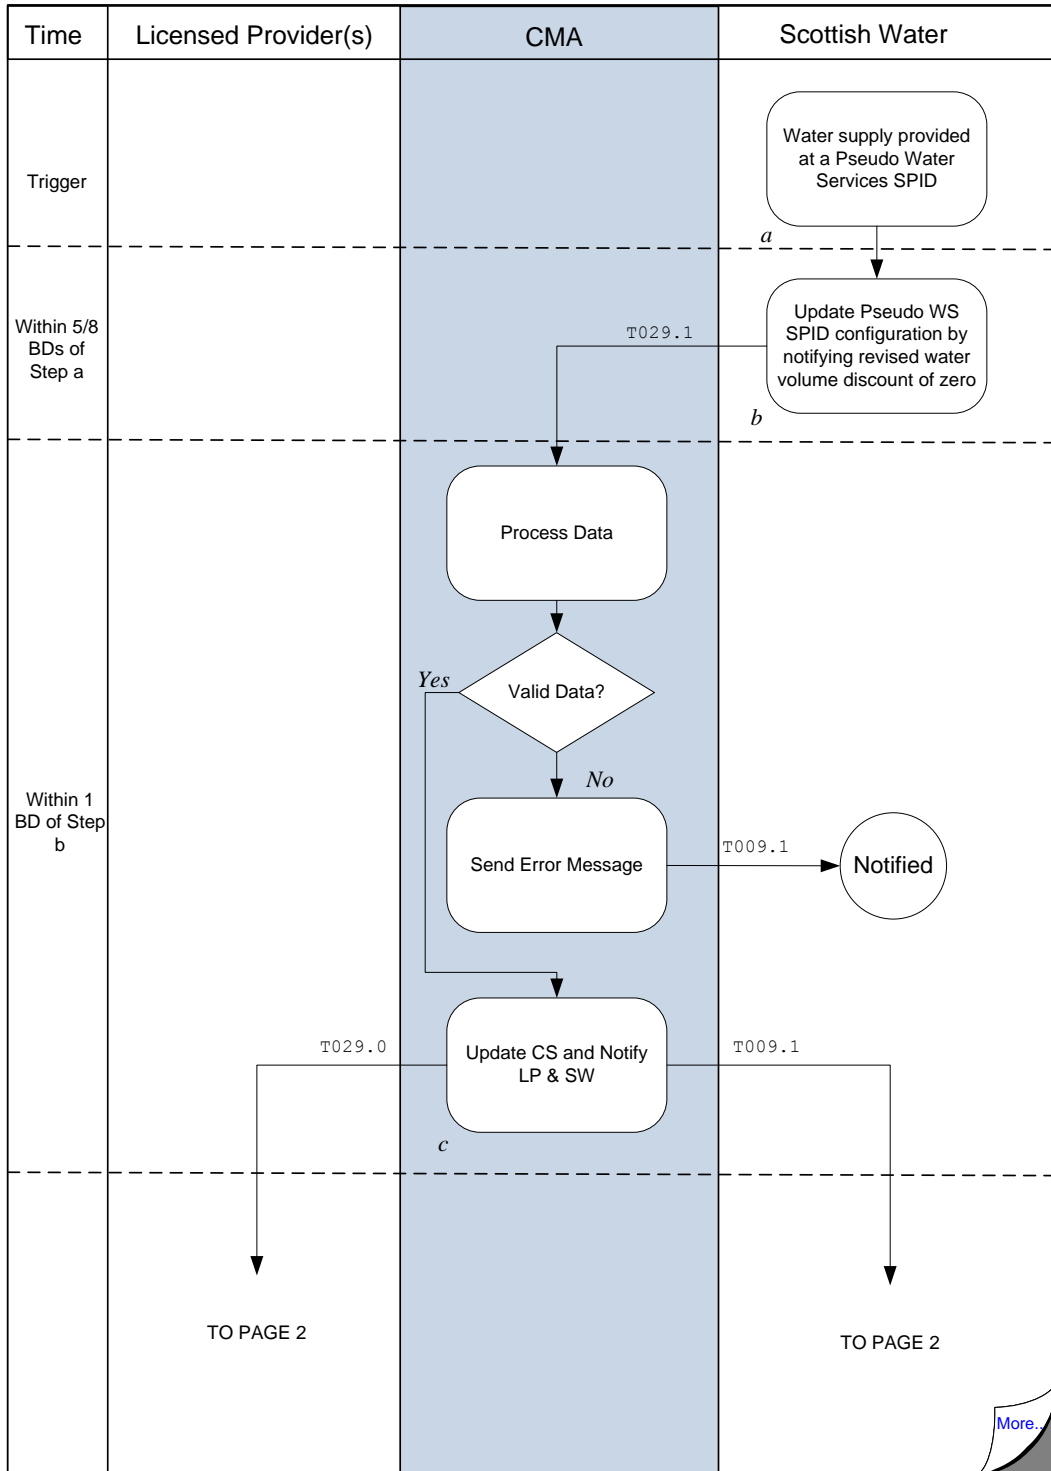 Time
Licensed Provider(s)
CMA
Scottish Water
Trigger
Water supply provided
at a Pseudo Water
Services SPID
a
Within 5/8
BDs of
Step a
T029.1
Update Pseudo WS
SPID configuration by
notifying revised water
volume discount of zero
b
Process Data
Valid Data?
Yes
No
Within 1
BD of Step
b
Send Error Message
T009.1
Notified
T029.0
Update CS and Notify
LP & SW
T009.1
c
TO PAGE 2
TO PAGE 2
More..